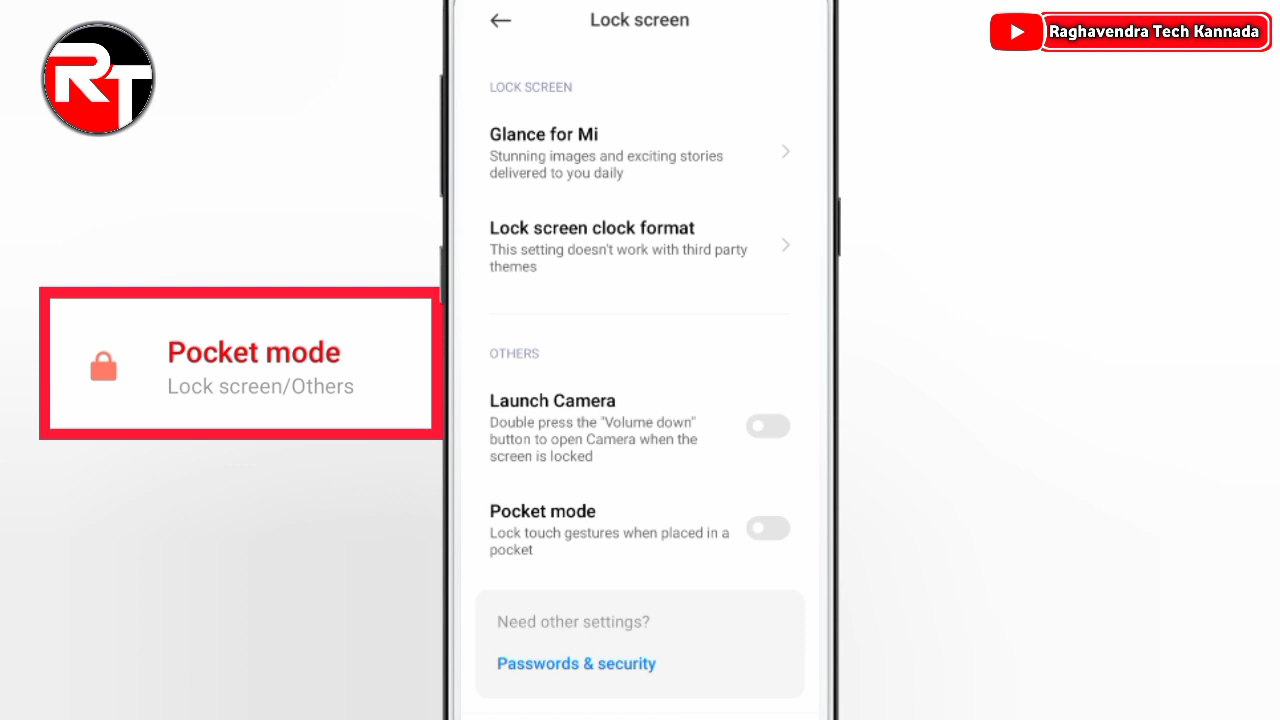 RT
Raghavendra Tech Kannada
Lock screen
LOCK SCREEN
Glance for Mi
Stunning images and exciting stories
delivered to you daily
Lock screen clock format
This setting doesn't work with third party
themes
Pocket mode
Lock screen/Others
OTHERS
Launch Camera
Double press the "Volume down"
button to open Camera when the
screen is locked
Pocket mode
Lock touch gestures when placed in a
pocket
Need other settings?
Passwords & security